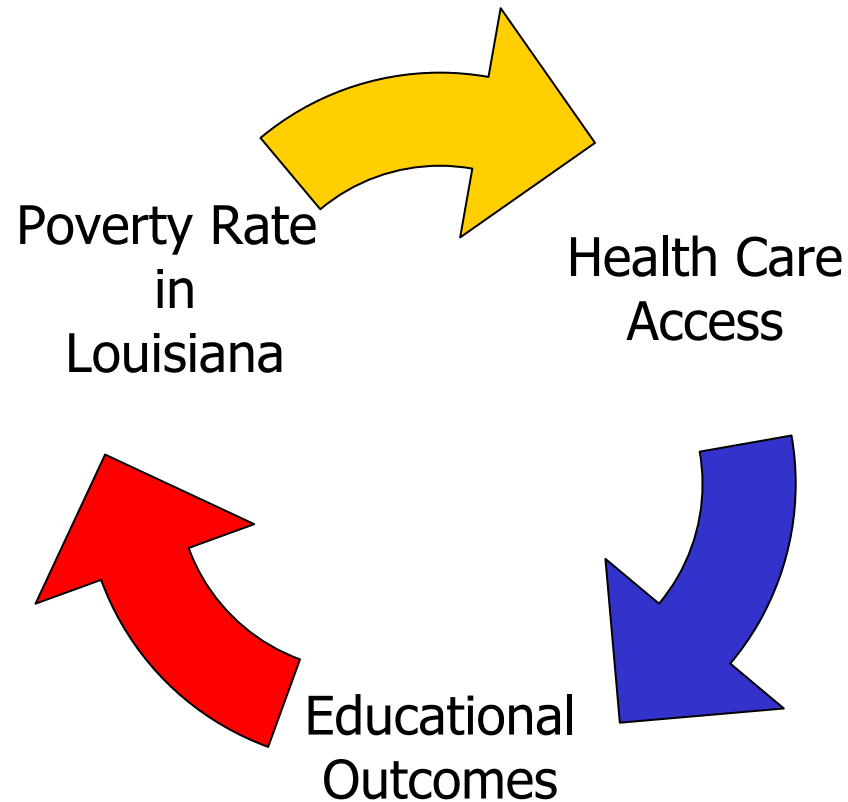 Poverty Rate
in
Louisiana
Health Care
Access
Educational
Outcomes